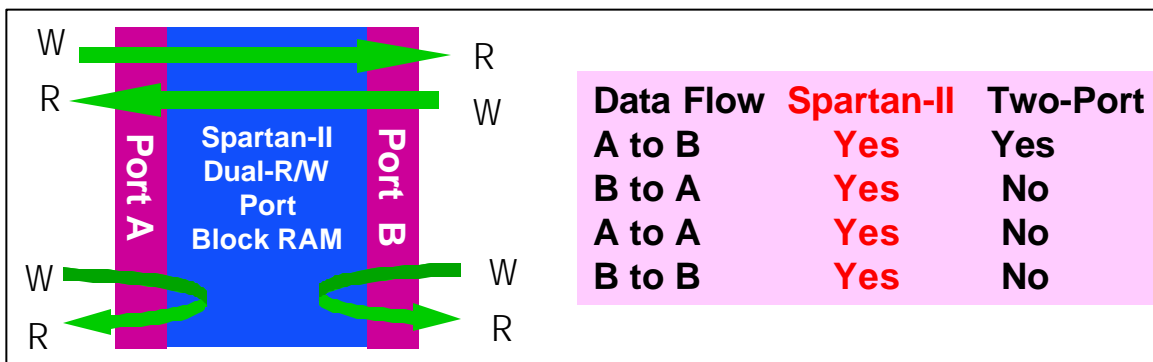 W
R
R
W
Port A
Spartan-II
Dual-R/W
Port
Block RAM
Port B
W
R
W
R
Data Flow Spartan-II Two-Port
A to B Yes Yes
B to A Yes No
A to A Yes No
B to B Yes No